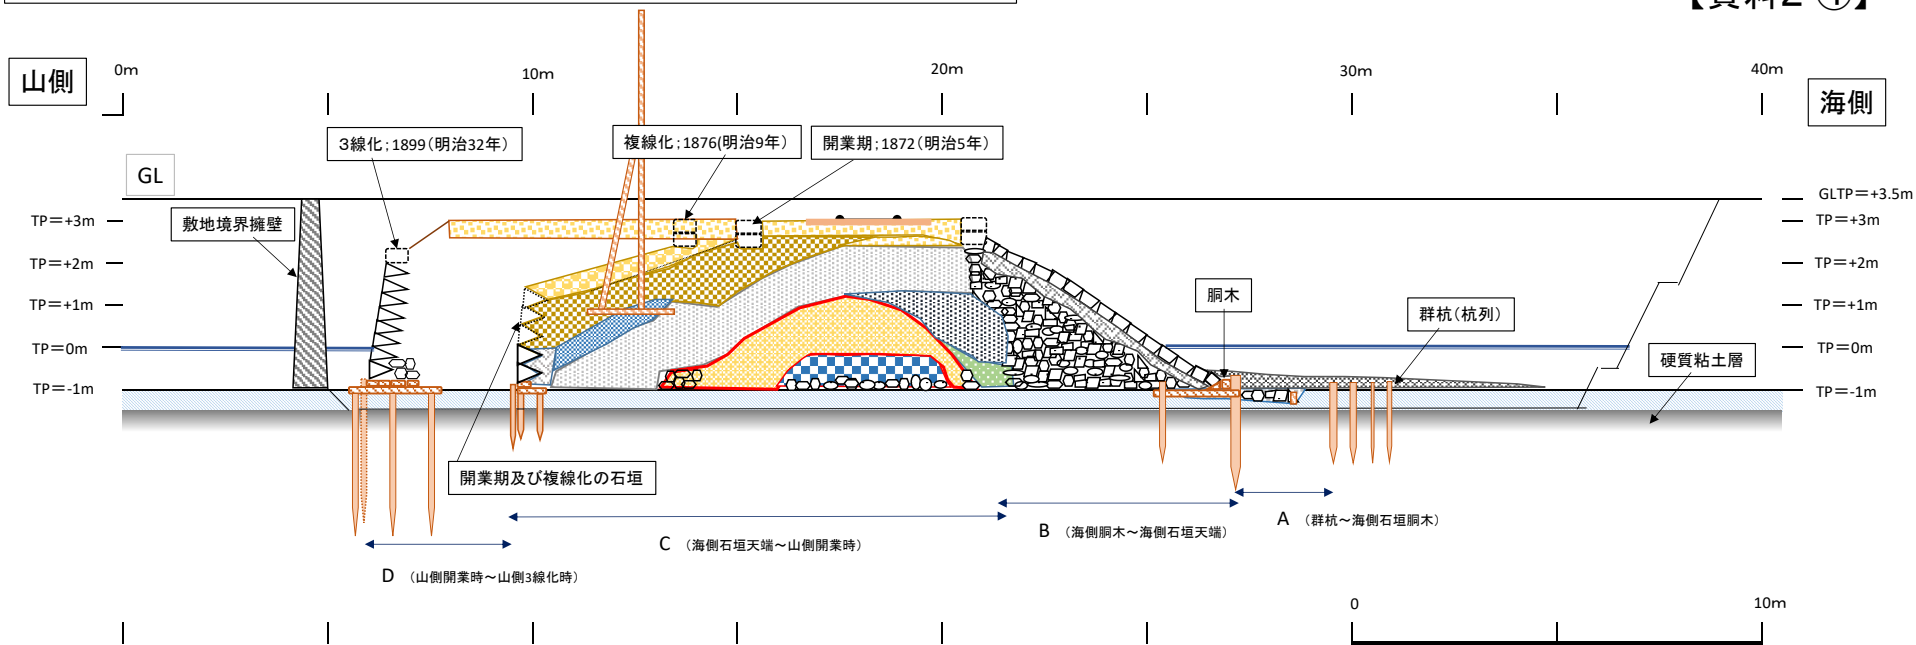 【資料2-④】
山側
0m
10m
20m
30m
40m
海側
3線化;1899(明治32年)
複線化;1876(明治9年)
開業期;1872(明治5年)
GL
GLTP=+3.5m
敷地境界擁壁
TP=+3m
TP=+3m
TP=+2m
TP=+2m
胴木
TP=+1m
TP=+1m
群杭(杭列)
TP=0m
TP=0m
硬質粘土層
TP=-1m
TP=-1m
開業期及び複線化の石垣
A (群杭~海側石垣胴木)
B (海側胴木~海側石垣天端)
C (海側石垣天端~山側開業時)
D (山側開業時~山側3線化時)
0
10m